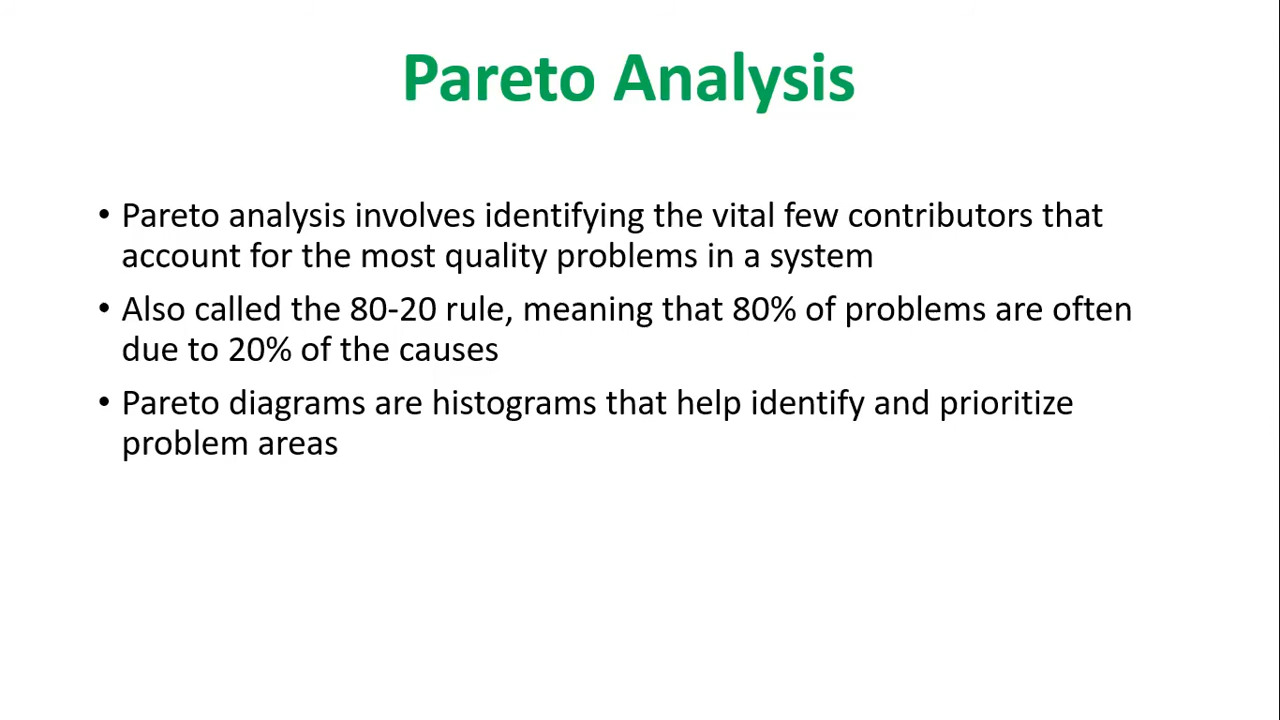 Pareto Analysis
• Pareto analysis involves identifying the vital few contributors that
account for the most quality problems in a system
• Also called the 80-20 rule, meaning that 80% of problems are often
due to 20% of the causes
• Pareto diagrams are histograms that help identify and prioritize
problem areas